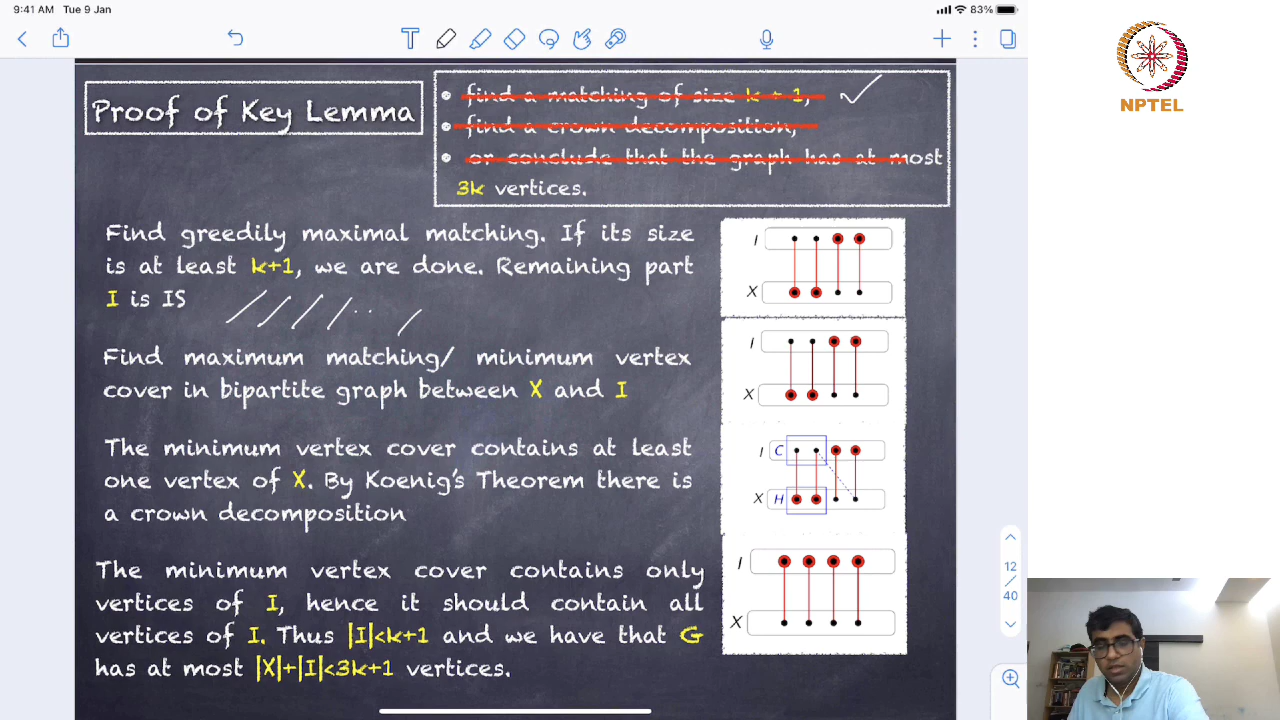 9:41 AM Tue 9 Jan
83%
T
NPTEL
Proof of Key Lemma
find a matching of size k + 1,
find a crown decomposition,
or conclude that the graph has at most
3k vertices.
Find greedily maximal matching. If its size
is at least k+1, we are done. Remaining part
I is IS
Find maximum matching/ minimum vertex
cover in bipartite graph between X and I
The minimum vertex cover contains at least
one vertex of X. By Koenig's Theorem there is
a crown decomposition
The minimum vertex cover contains only
vertices of I, hence it should contain all
vertices of I. Thus |I|<k+1 and we have that G
has at most |X|+|I|<3k+1 vertices.
I
X
I
X
I C
X H
I
X
12
/
40